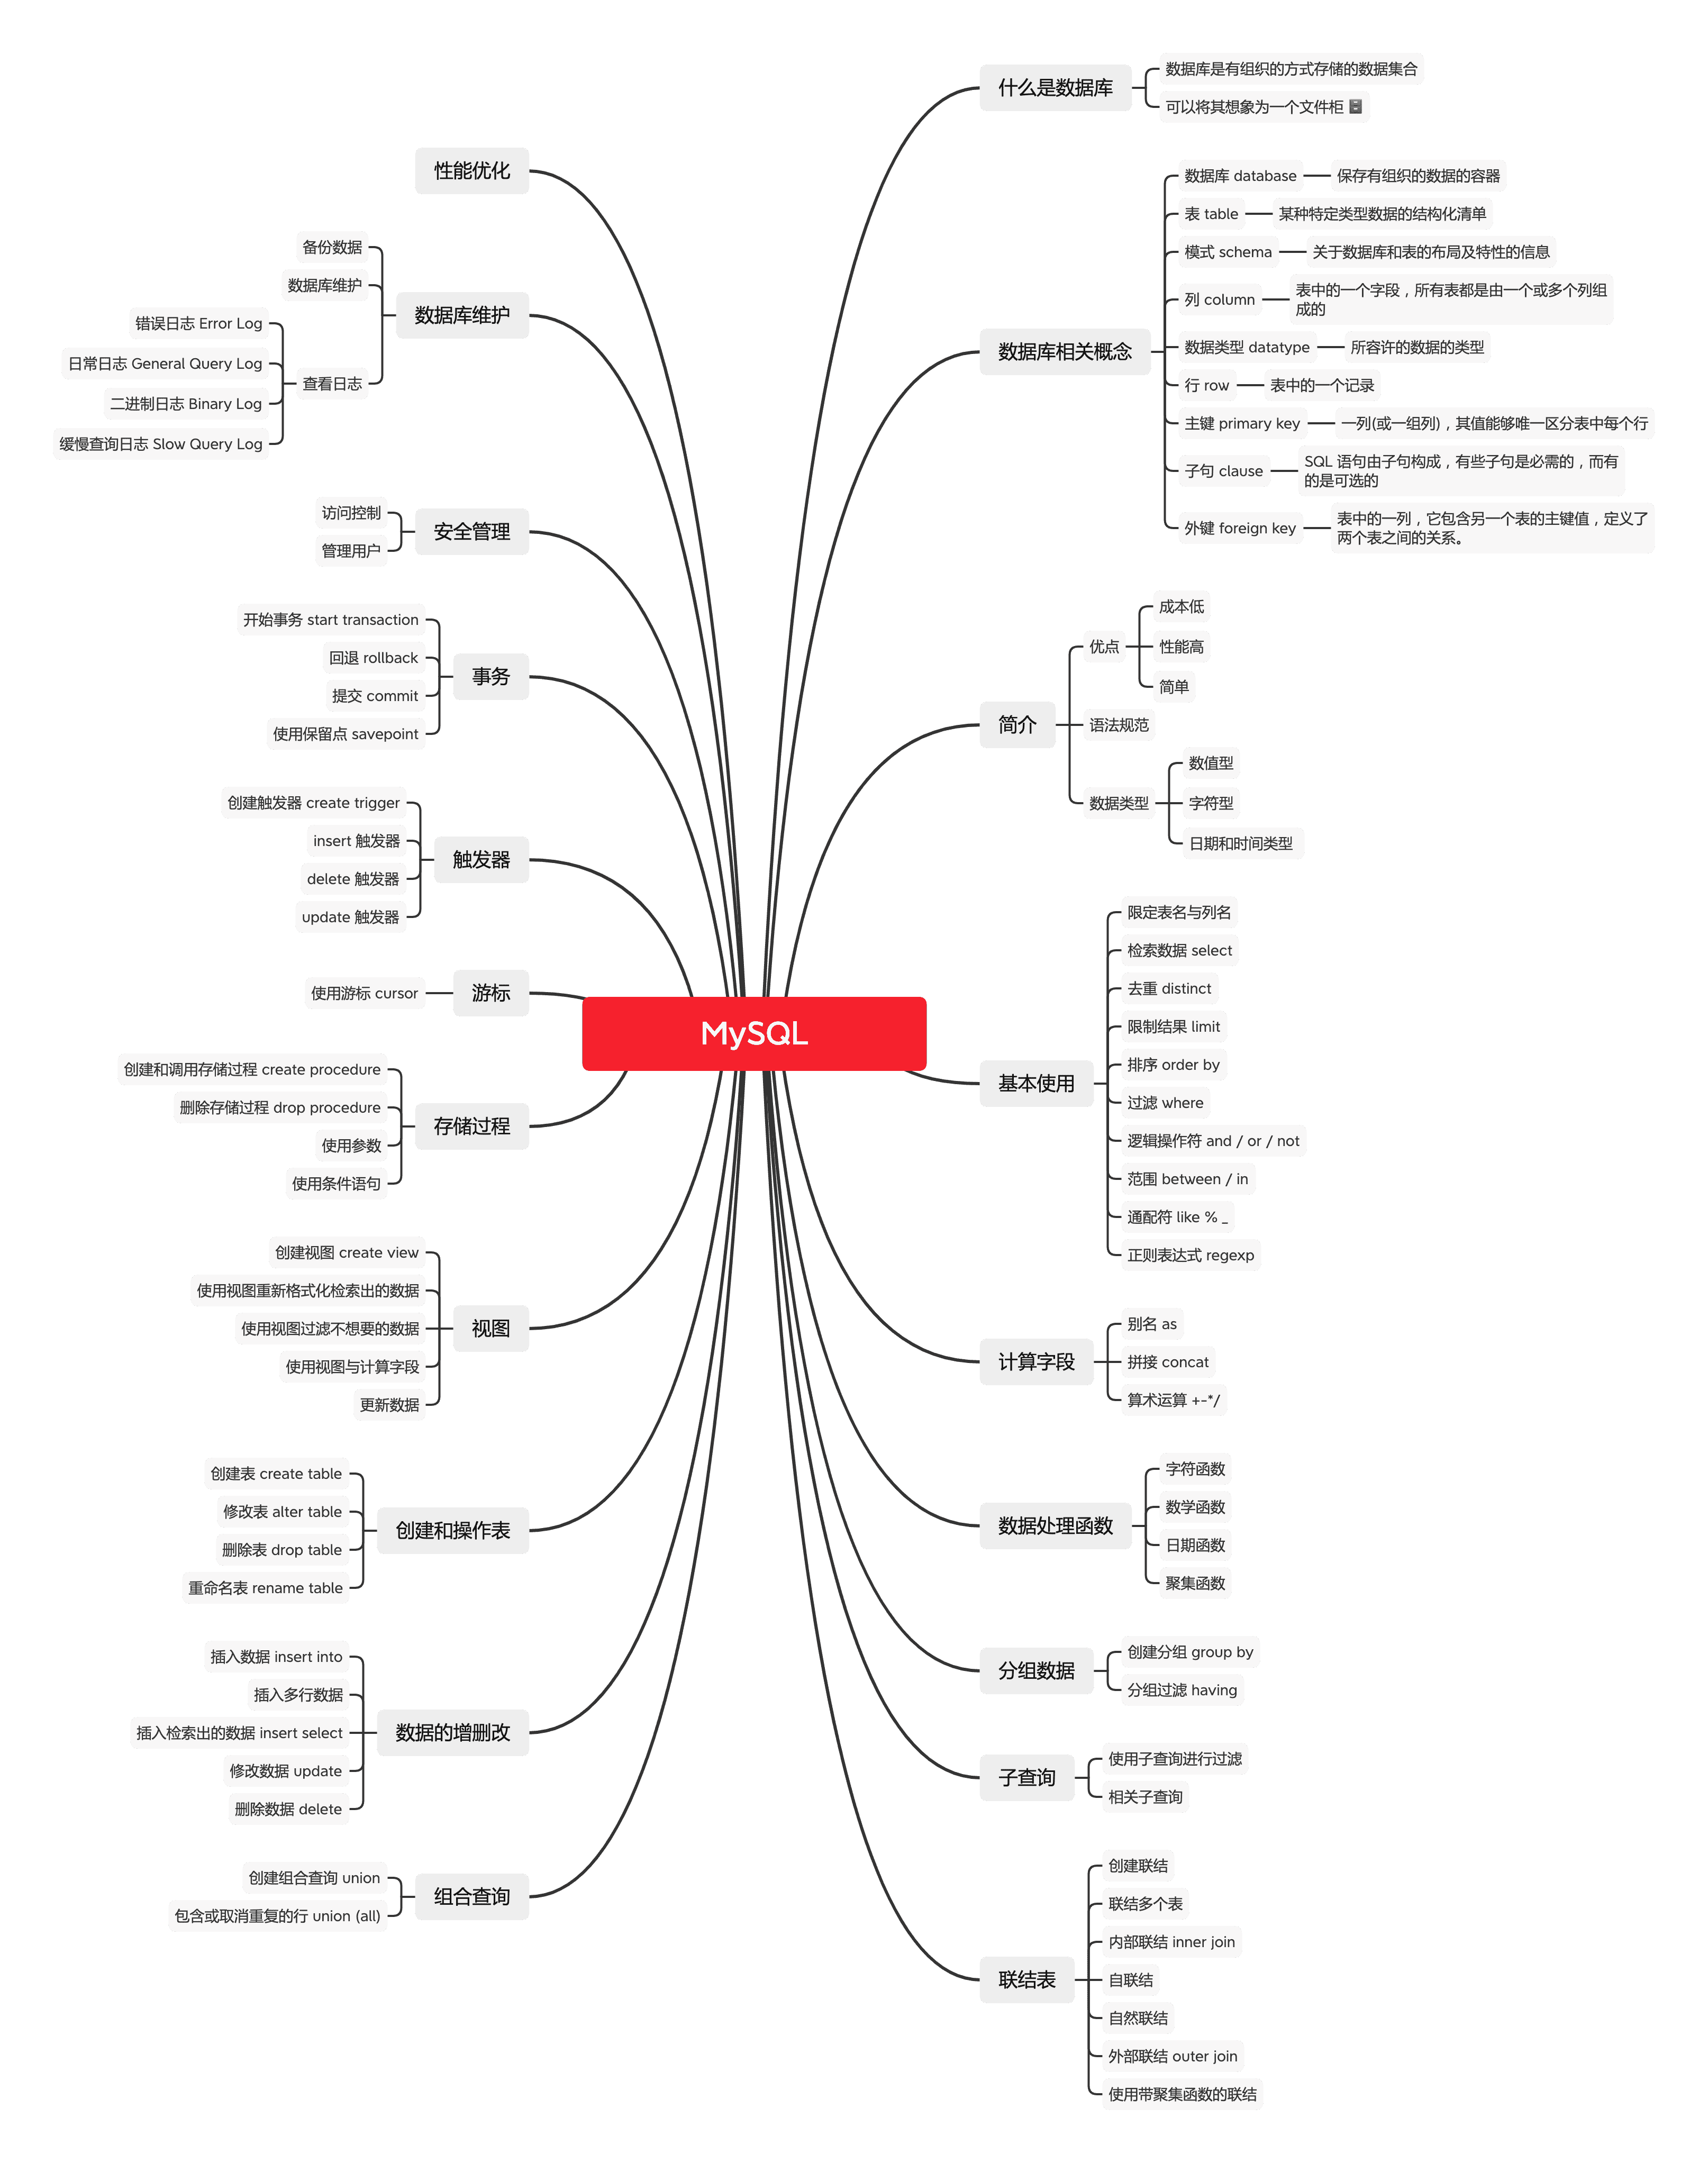 MySQL
什么是数据库
数据库是有组织的方式存储的数据集合
可以将其想象为一个文件柜 🗄
数据库相关概念
数据库 database
保存有组织的数据的容器
表 table
某种特定类型数据的结构化清单
模式 schema
关于数据库和表的布局及特性的信息
列 column
表中的一个字段，所有表都是由一个或多个列组
成的
数据类型 datatype
所容许的数据的类型
行 row
表中的一个记录
主键 primary key
一列(或一组列)，其值能够唯一区分表中每个行
子句 clause
SQL 语句由子句构成，有些子句是必需的，而有
的是可选的
外键 foreign key
表中的一列，它包含另一个表的主键值，定义了
两个表之间的关系。
简介
优点
成本低
性能高
简单
语法规范
数据类型
数值型
字符型
日期和时间类型
基本使用
限定表名与列名
检索数据 select
去重 distinct
限制结果 limit
排序 order by
过滤 where
逻辑操作符 and / or / not
范围 between / in
通配符 like % _
正则表达式 regexp
计算字段
别名 as
拼接 concat
算术运算 +-*/
数据处理函数
字符函数
数学函数
日期函数
聚集函数
分组数据
创建分组 group by
分组过滤 having
子查询
使用子查询进行过滤
相关子查询
联结表
创建联结
联结多个表
内部联结 inner join
自联结
自然联结
外部联结 outer join
使用带聚集函数的联结
性能优化
数据库维护
备份数据
数据库维护
查看日志
错误日志 Error Log
日常日志 General Query Log
二进制日志 Binary Log
缓慢查询日志 Slow Query Log
安全管理
访问控制
管理用户
事务
开始事务 start transaction
回退 rollback
提交 commit
使用保留点 savepoint
触发器
创建触发器 create trigger
insert 触发器
delete 触发器
update 触发器
游标
使用游标 cursor
存储过程
创建和调用存储过程 create procedure
删除存储过程 drop procedure
使用参数
使用条件语句
视图
创建视图 create view
使用视图重新格式化检索出的数据
使用视图过滤不想要的数据
使用视图与计算字段
更新数据
创建和操作表
创建表 create table
修改表 alter table
删除表 drop table
重命名表 rename table
数据的增删改
插入数据 insert into
插入多行数据
插入检索出的数据 insert select
修改数据 update
删除数据 delete
组合查询
创建组合查询 union
包含或取消重复的行 union (all)